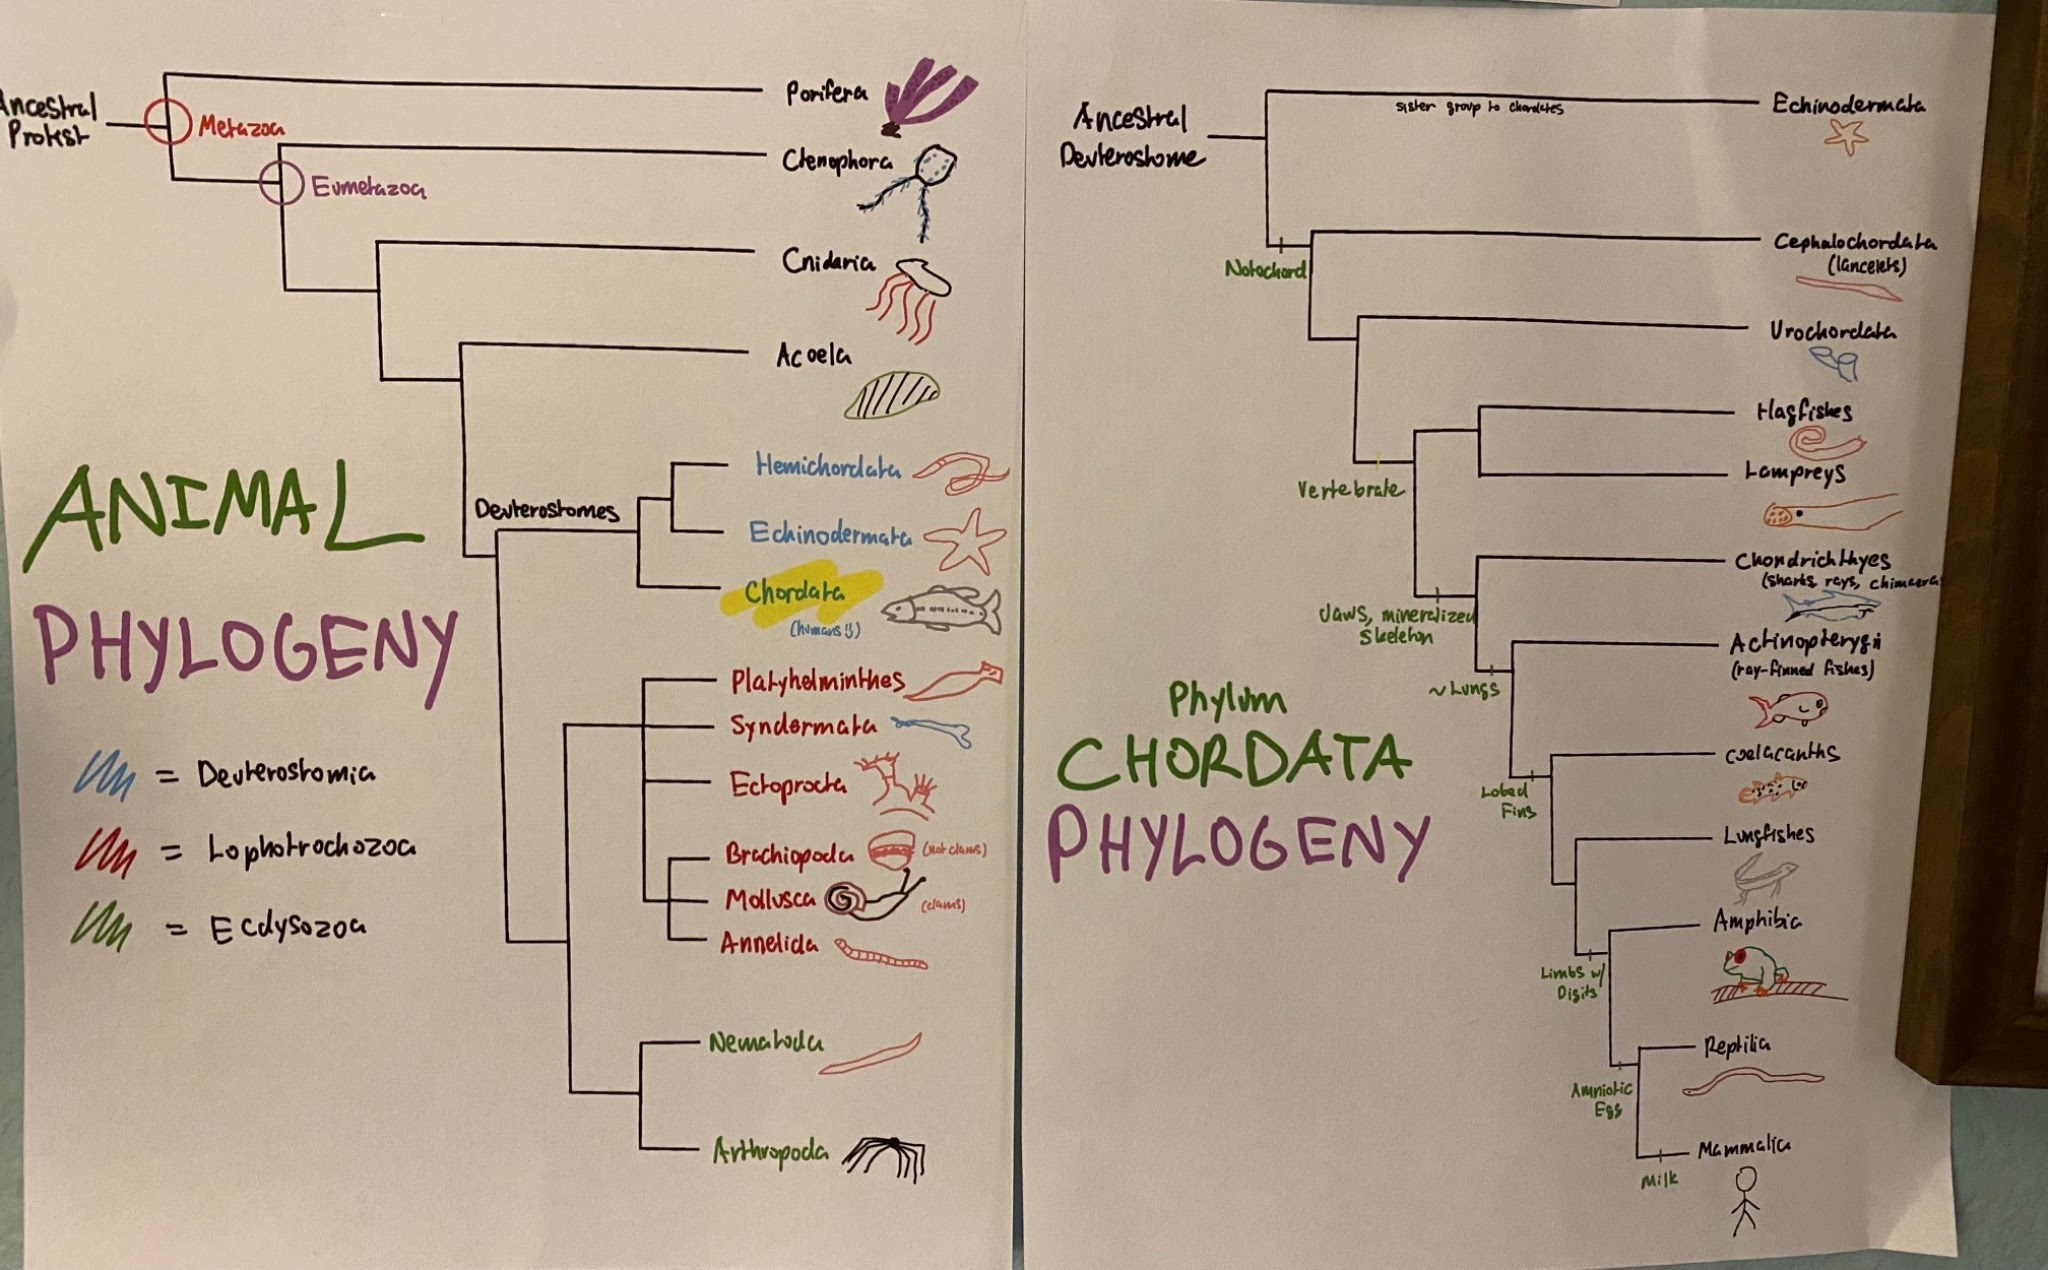 Ancestral
Protist
Metazoa
Eumetazoa
Porifera
Ctenophora
Cnidaria
Acoela
Deuterostomes
Hemichordata
Echinodermata
Chordata
(humans :))
Platyhelminthes
Syndermata
Ectoprocta
Brachiopoda (not clams)
Mollusca (clams)
Annelida
Nematoda
Arthropoda
ANIMAL
PHYLOGENY
= Deuterostomia
= Lophotrochozoa
= Ecdysozoa
Ancestral
Deuterostome
sister group to chordates
Echinodermata
Notochord
Cephalochordata
(lancelets)
Urochordata
Hagfishes
Lampreys
Vertebrate
Chondrichthyes
(sharks, rays, chimaera
Jaws, mineralized
Skeleton
Actinopterygii
(ray-finned fishes)
~Lungs
Coelacanths
Lobed
Fins
Lungfishes
Amphibia
Limbs w/
Digits
Reptilia
Amniotic
Egg
Mammalia
Milk
Phylum
CHORDATA
PHYLOGENY